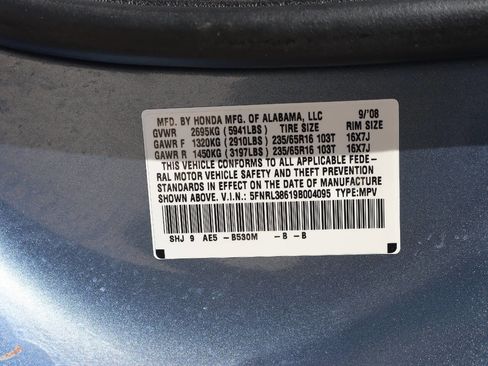 MFD. BY HONDA MFG. OF ALABAMA, LLC 9/'08
GVWR 2695KG (5941LBS) TIRE SIZE RIM SIZE
GAWR F 1320KG (2910LBS) 235/65R16 103T 16X7J
GAWR R 1450KG (3197LBS) 235/65R16 103T 16X7J
THIS VEHICLE CONFORMS TO ALL APPLICABLE FEDE-
RAL MOTOR VEHICLE SAFETY AND THEFT PREVENTION
STANDARDS IN EFFECT ON THE DATE OF MANUFACTURE
SHOWN ABOVE. V.I.N.: 5FNRL38619B004095 TYPE:MPV
SHJ 9 AE5 -B530M -B -B